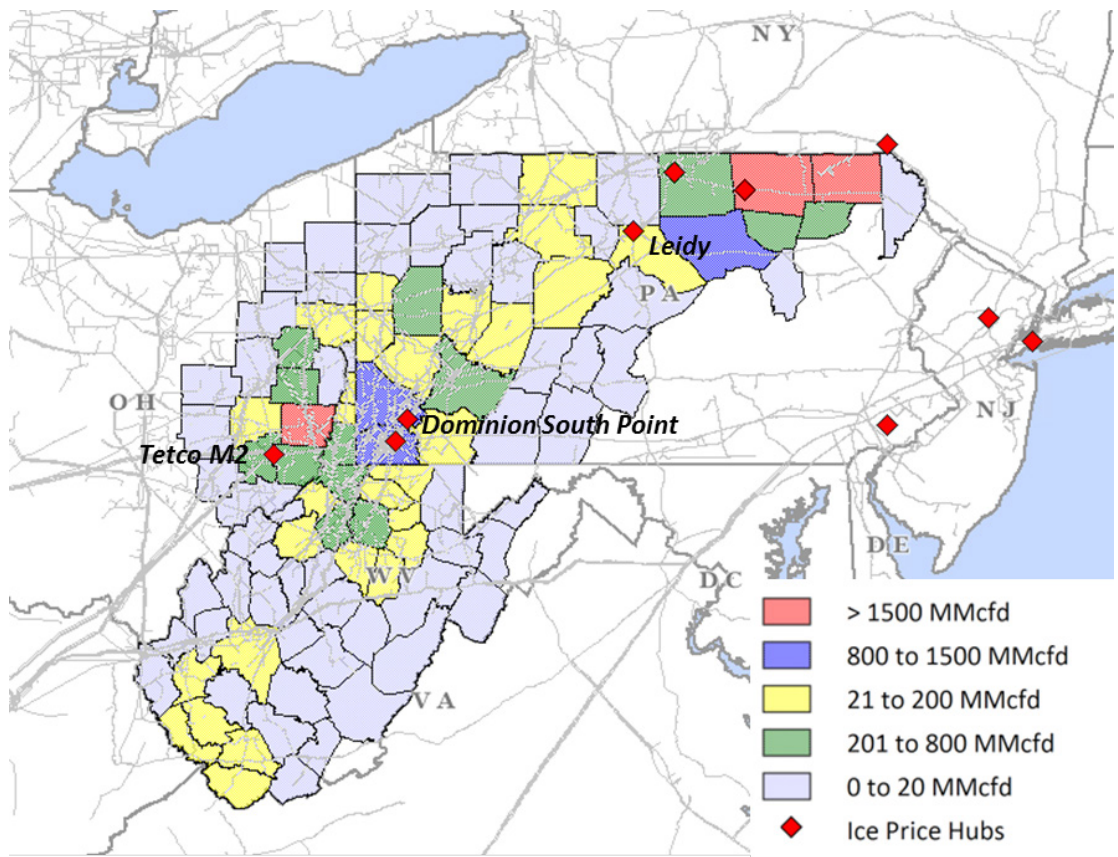 NY
Leidy
PA
OH
Dominion South Point
NJ
Tetco M2
DE
WV
DC
VA
> 1500 MMcfd
800 to 1500 MMcfd
21 to 200 MMcfd
201 to 800 MMcfd
0 to 20 MMcfd
Ice Price Hubs